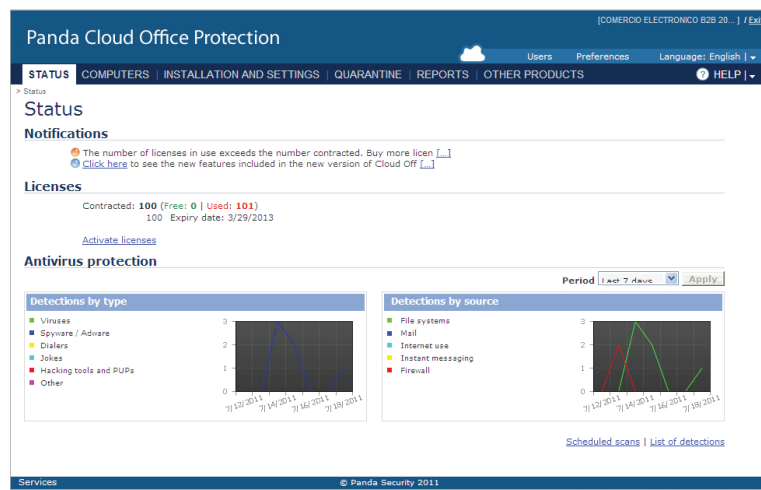 [COMERCIO ELECTRONICO B2B 20... ] / Exi
Panda Cloud Office Protection
Users Preferences Language: English |
STATUS COMPUTERS | INSTALLATION AND SETTINGS | QUARANTINE | REPORTS | OTHER PRODUCTS ? HELP |
> Status
Status
Notifications
The number of licenses in use exceeds the number contracted. Buy more licen [...]
Click here to see the new features included in the new version of Cloud Off [...]
Licenses
Contracted: 100 (Free: 0 | Used: 101)
100 Expiry date: 3/29/2013
Activate licenses
Antivirus protection
Period Last 7 days Apply
Detections by type
Viruses
Spyware / Adware
Dialers
Jokes
Hacking tools and PUPs
Other
3
2
1
0
7/12/2011 7/14/2011 7/16/2011 7/18/2011
Detections by source
File systems
Mail
Internet use
Instant messaging
Firewall
3
2
1
0
7/12/2011 7/14/2011 7/16/2011 7/18/2011
Scheduled scans | List of detections
Services © Panda Security 2011